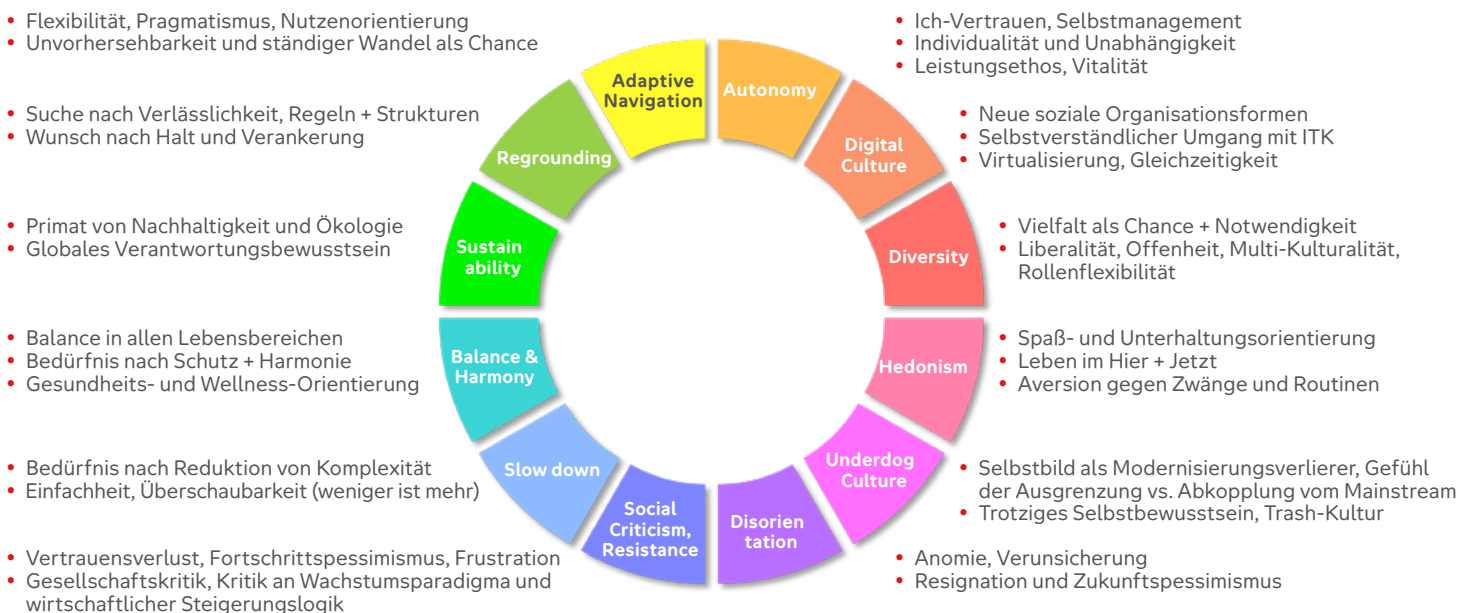 • Flexibilität, Pragmatismus, Nutzenorientierung
• Unvorhersehbarkeit und ständiger Wandel als Chance
• Suche nach Verlässlichkeit, Regeln + Strukturen
• Wunsch nach Halt und Verankerung
• Primat von Nachhaltigkeit und Ökologie
• Globales Verantwortungsbewusstsein
• Balance in allen Lebensbereichen
• Bedürfnis nach Schutz + Harmonie
• Gesundheits- und Wellness-Orientierung
• Bedürfnis nach Reduktion von Komplexität
• Einfachheit, Überschaubarkeit (weniger ist mehr)
• Vertrauensverlust, Fortschrittspessimismus, Frustration
• Gesellschaftskritik, Kritik an Wachstumsparadigma und
wirtschaftlicher Steigerungslogik
Adaptive
Navigation
Autonomy
Digital
Culture
Diversity
Hedonism
Underdog
Culture
Disorien
tation
Social
Criticism,
Resistance
Slow down
Balance &
Harmony
Sustain
ability
Regrounding
• Ich-Vertrauen, Selbstmanagement
• Individualität und Unabhängigkeit
• Leistungsethos, Vitalität
• Neue soziale Organisationsformen
• Selbstverständlicher Umgang mit ITK
• Virtualisierung, Gleichzeitigkeit
• Vielfalt als Chance + Notwendigkeit
• Liberalität, Offenheit, Multi-Kulturalität,
Rollenflexibilität
• Spaß- und Unterhaltungsorientierung
• Leben im Hier + Jetzt
• Aversion gegen Zwänge und Routinen
• Selbstbild als Modernisierungsverlierer, Gefühl
der Ausgrenzung vs. Abkopplung vom Mainstream
• Trotziges Selbstbewusstsein, Trash-Kultur
• Anomie, Verunsicherung
• Resignation und Zukunftspessimismus